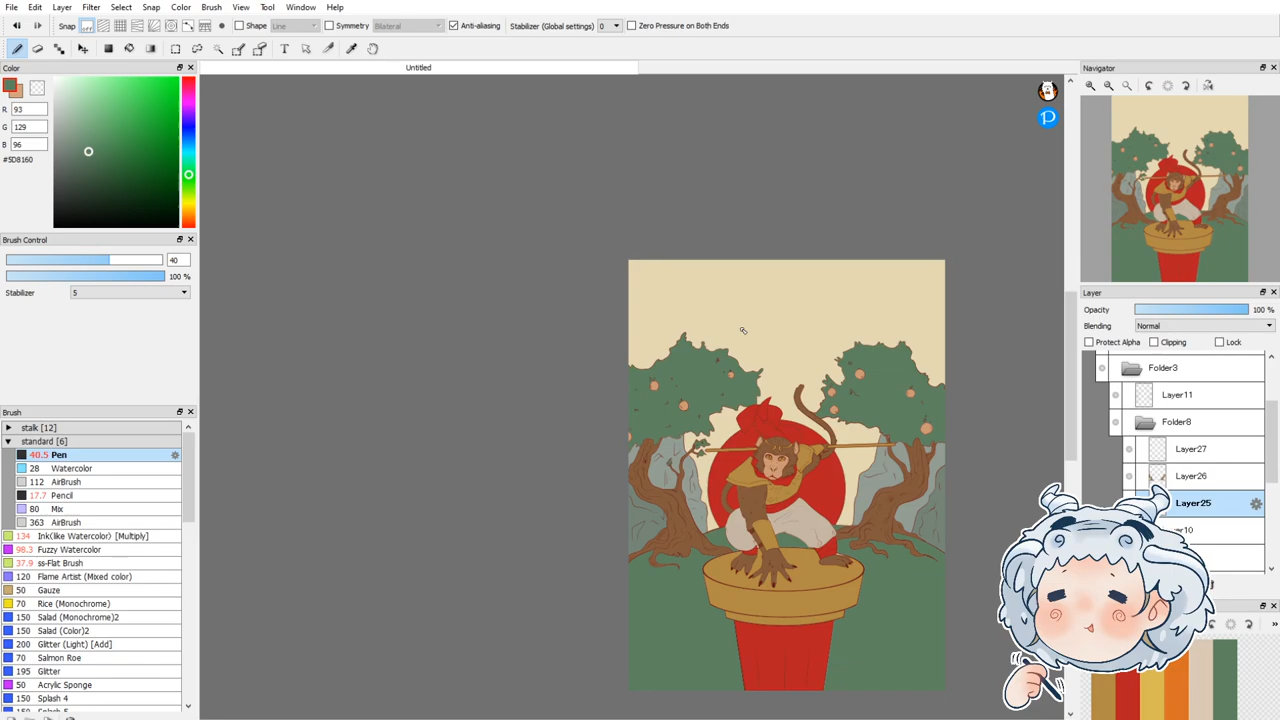 File Edit Layer Filter Select Snap Color Brush View Tool Window Help
Snap off Shape Line Symmetry Bilateral Anti-aliasing Stabilizer (Global settings) 0 Zero Pressure on Both Ends
Color
Untitled
Navigator
R 93
G 129
B 96
#5D8160
Brush Control
40
100 %
Stabilizer 5
Layer
Opacity 100 %
Blending Normal
Protect Alpha Clipping Lock
Folder3
Layer11
Folder8
Layer27
Layer26
Layer25
Brush
stalk [12]
standard [6]
40.5 Pen
28 Watercolor
112 AirBrush
17.7 Pencil
80 Mix
363 AirBrush
134 Ink(like Watercolor) [Multiply]
98.3 Fuzzy Watercolor
37.9 ss-Flat Brush
120 Flame Artist (Mixed color)
50 Gauze
70 Rice (Monochrome)
150 Salad (Monochrome)2
150 Salad (Color)2
200 Glitter (Light) [Add]
70 Salmon Roe
195 Glitter
50 Acrylic Sponge
150 Splash 4